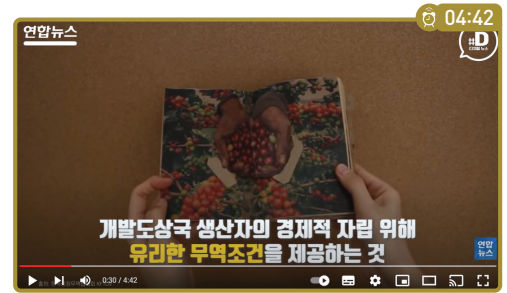 04:42
연합뉴스
#D
개발도상국 생산자의 경제적 자립 위해
유리한 무역조건을 제공하는 것
연합
뉴스
0:30 / 4:42